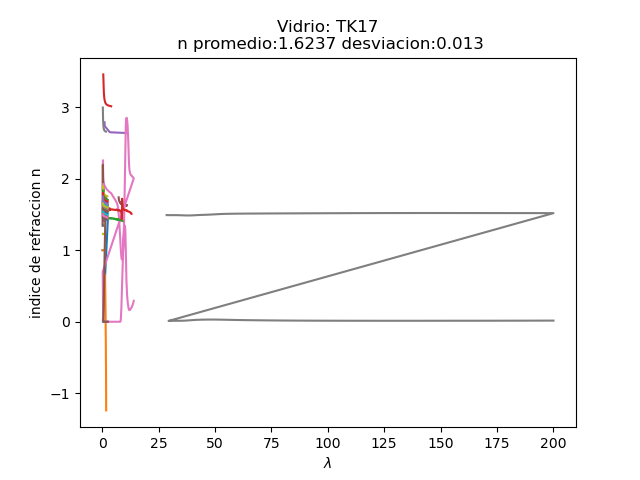 Vidrio: TK17
n promedio:1.6237 desviacion:0.013
indice de refraccion n
3
2
1
0
−1
0 25 50 75 100 125 150 175 200
λ